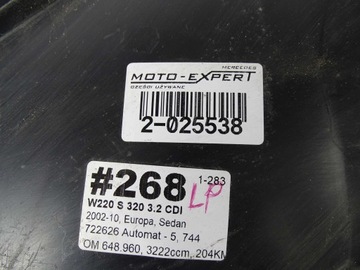 MERCEDES
MOTO-EXPERT
CZĘŚCI UŻYWANE
2-025538
#268
1-283
LP
W220 S 320 3.2 CDI
2002-10, Europa, Sedan
722626 Automat - 5, 744
OM 648.960, 3222ccm, 204KM